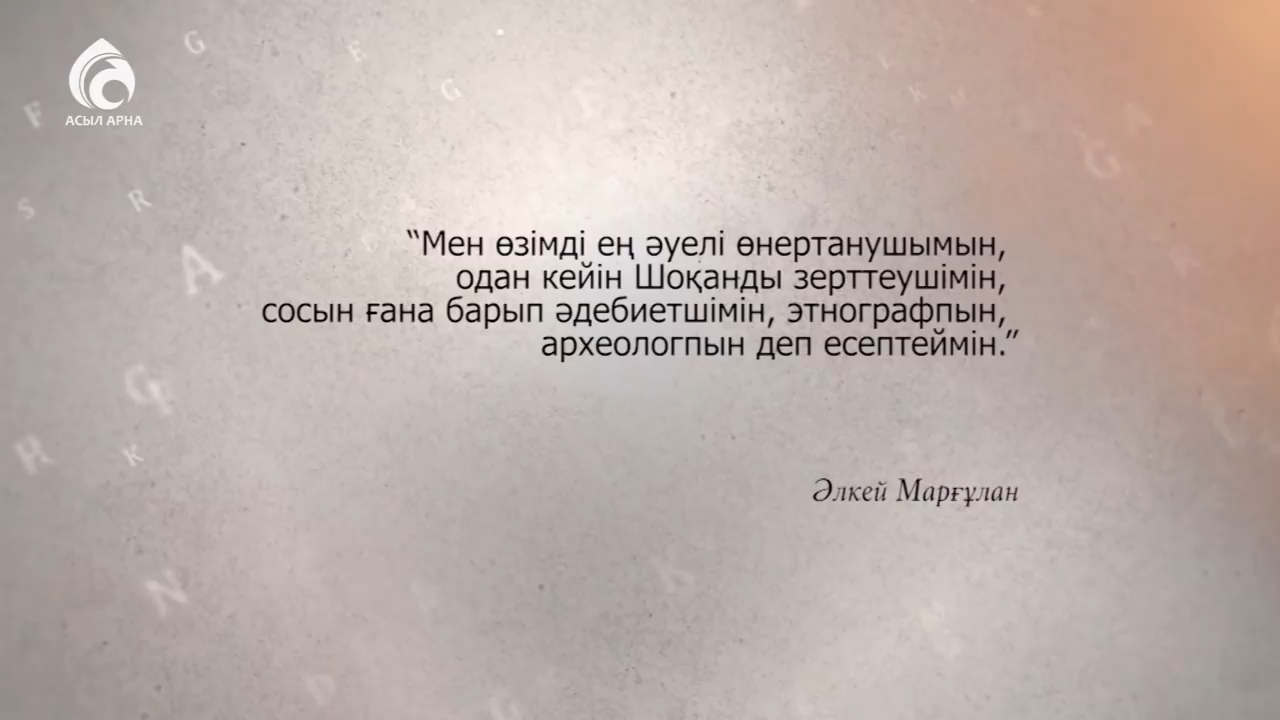 АСЫЛ АРНА
“Мен өзімді ең әуелі өнертанушымын,
одан кейін Шоқанды зерттеушімін,
сосын ғана барып әдебиетшімін, этнографпын,
археологпын деп есептеймін.”
Әлкей Марғұлан